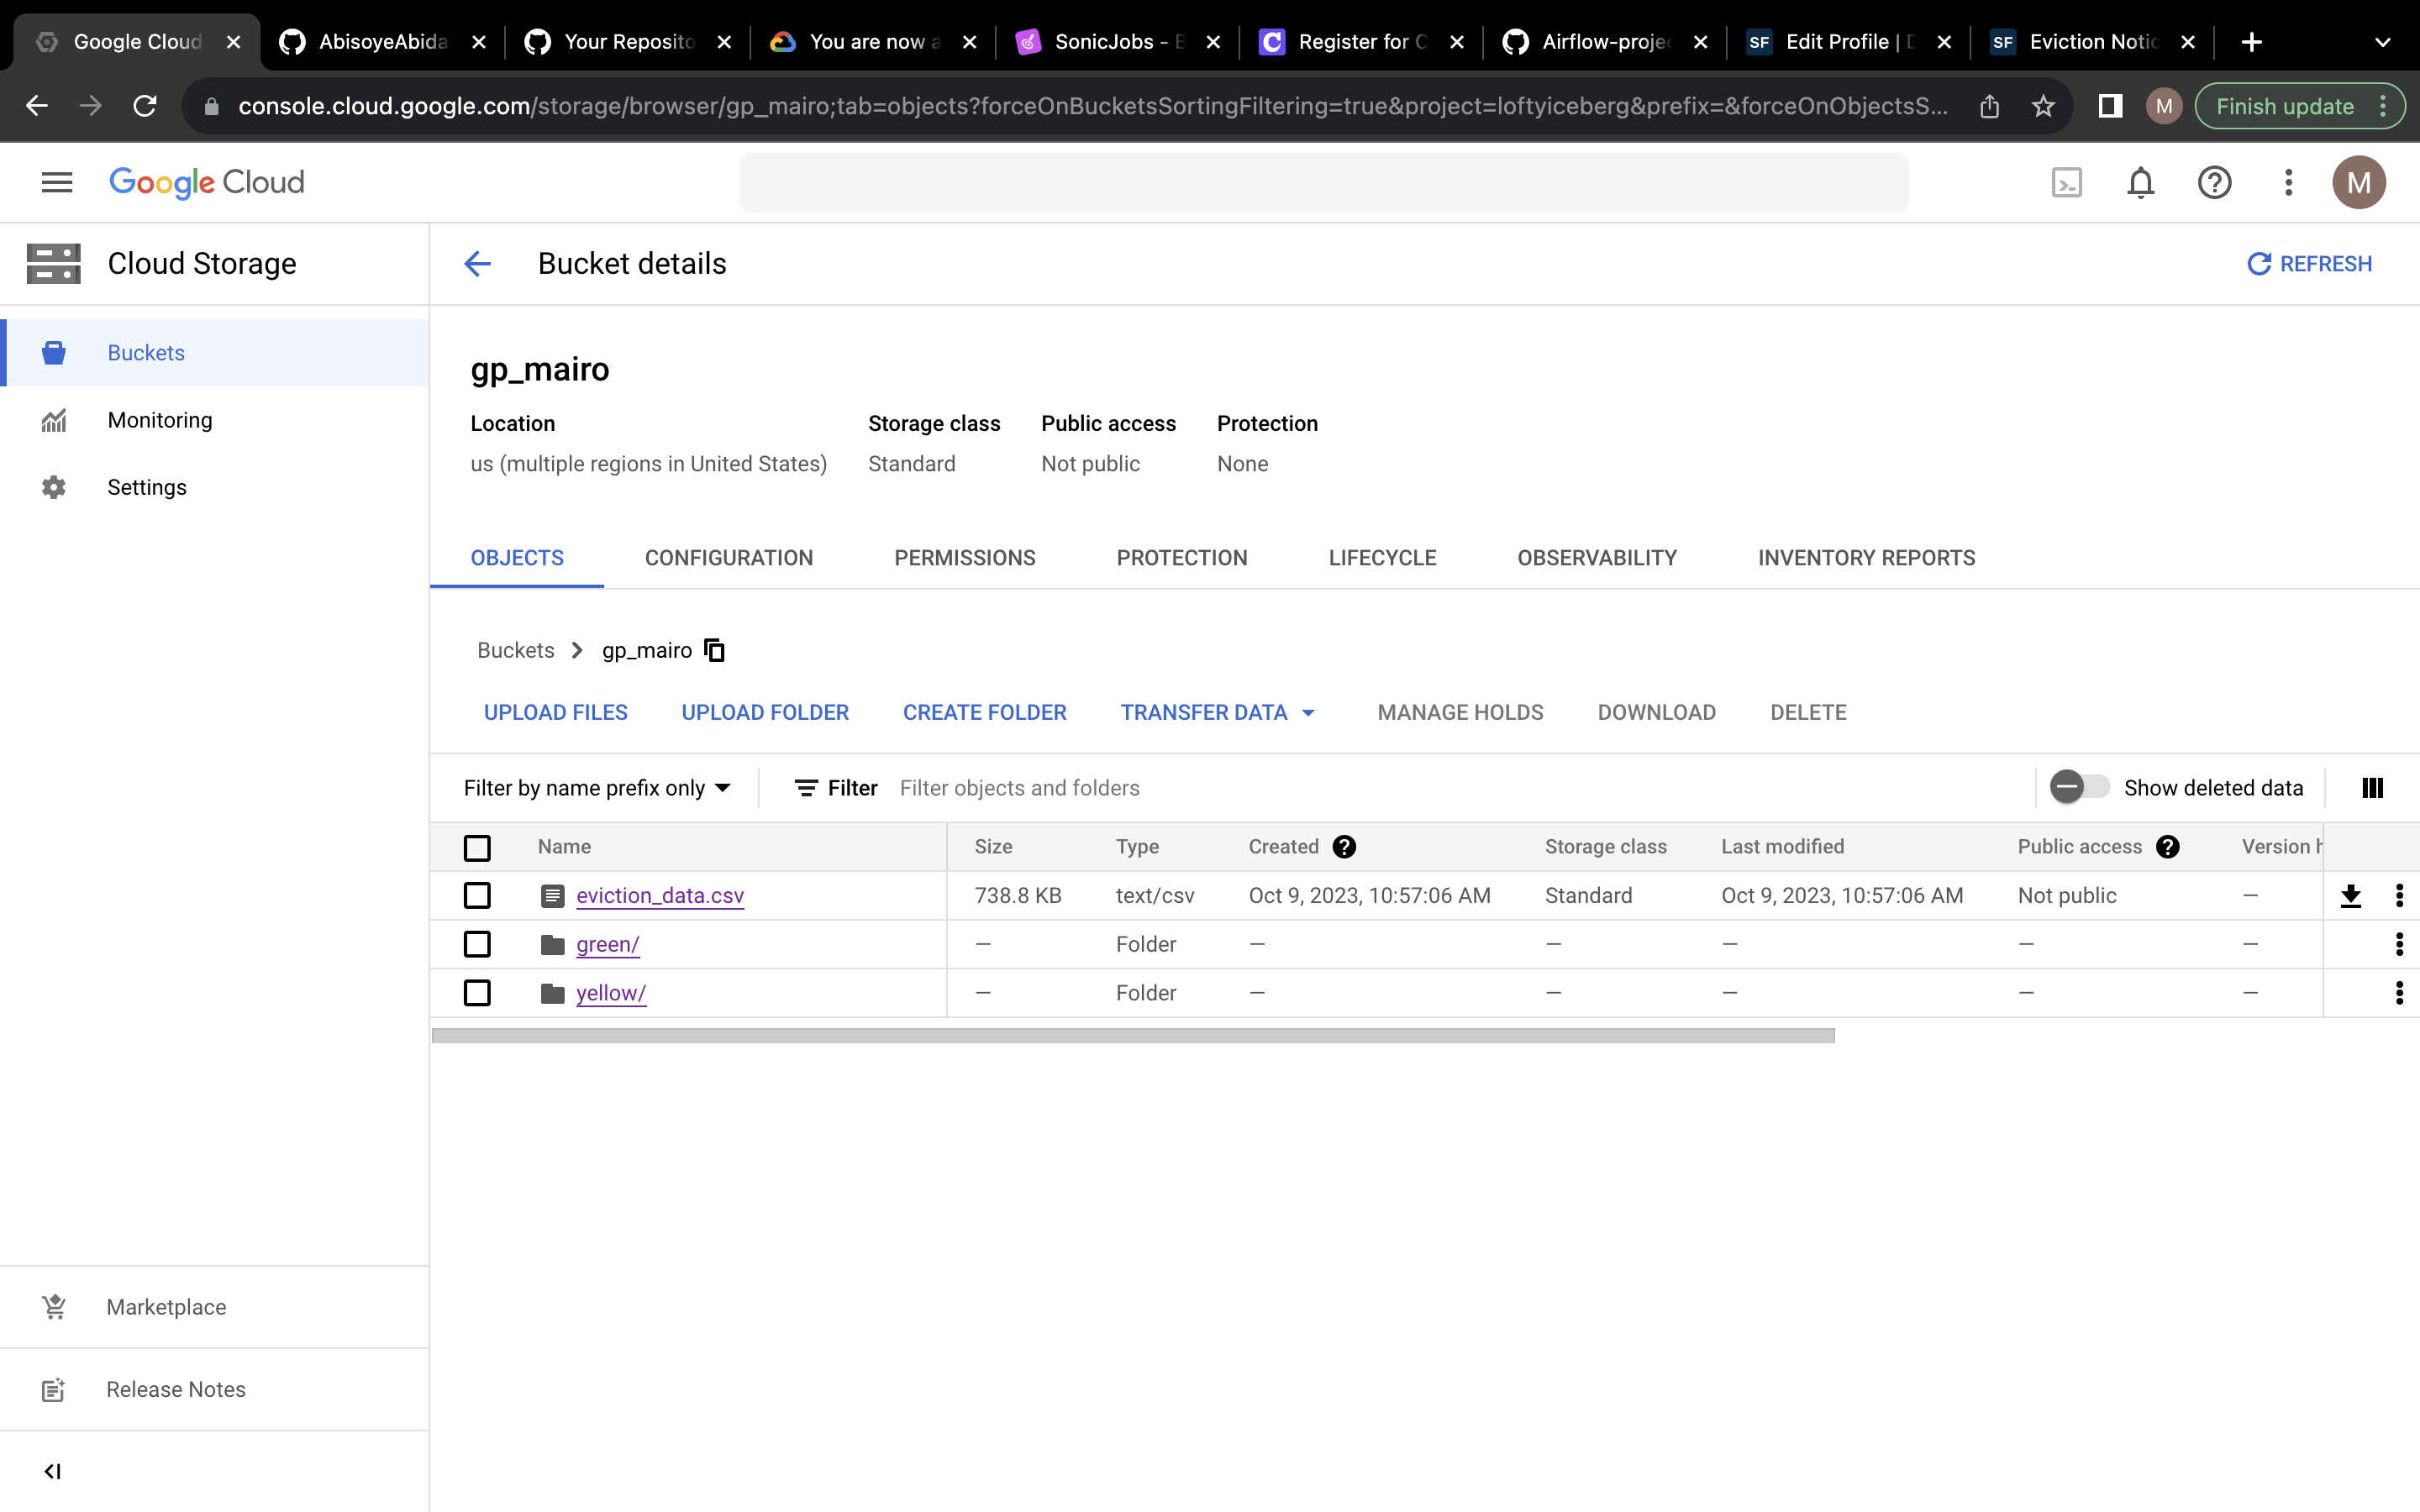 Google Cloud
AbisoyeAbida
Your Reposito
You are now a
SonicJobs - B
Register for C
Airflow-projec
SF Edit Profile | D
SF Eviction Notic
console.cloud.google.com/storage/browser/gp_mairo;tab=objects?forceOnBucketsSortingFiltering=true&project=loftyiceberg&prefix=&forceOnObjectsS...
M
Finish update
Google Cloud
M
Cloud Storage
Buckets
Monitoring
Settings
Marketplace
Release Notes
Bucket details
REFRESH
gp_mairo
Location Storage class Public access Protection
us (multiple regions in United States) Standard Not public None
OBJECTS CONFIGURATION PERMISSIONS PROTECTION LIFECYCLE OBSERVABILITY INVENTORY REPORTS
Buckets > gp_mairo
UPLOAD FILES UPLOAD FOLDER CREATE FOLDER TRANSFER DATA MANAGE HOLDS DOWNLOAD DELETE
Filter by name prefix only Filter Filter objects and folders Show deleted data
Name Size Type Created Storage class Last modified Public access Version h
eviction_data.csv 738.8 KB text/csv Oct 9, 2023, 10:57:06 AM Standard Oct 9, 2023, 10:57:06 AM Not public —
green/ — Folder — — — — —
yellow/ — Folder — — — — —